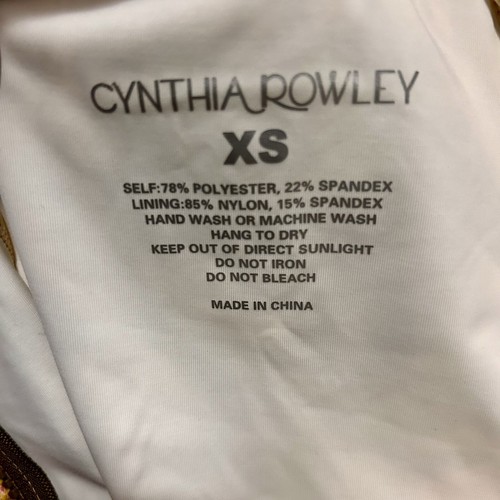 CYNTHIA ROWLEY
XS
SELF:78% POLYESTER, 22% SPANDEX
LINING:85% NYLON, 15% SPANDEX
HAND WASH OR MACHINE WASH
HANG TO DRY
KEEP OUT OF DIRECT SUNLIGHT
DO NOT IRON
DO NOT BLEACH
MADE IN CHINA